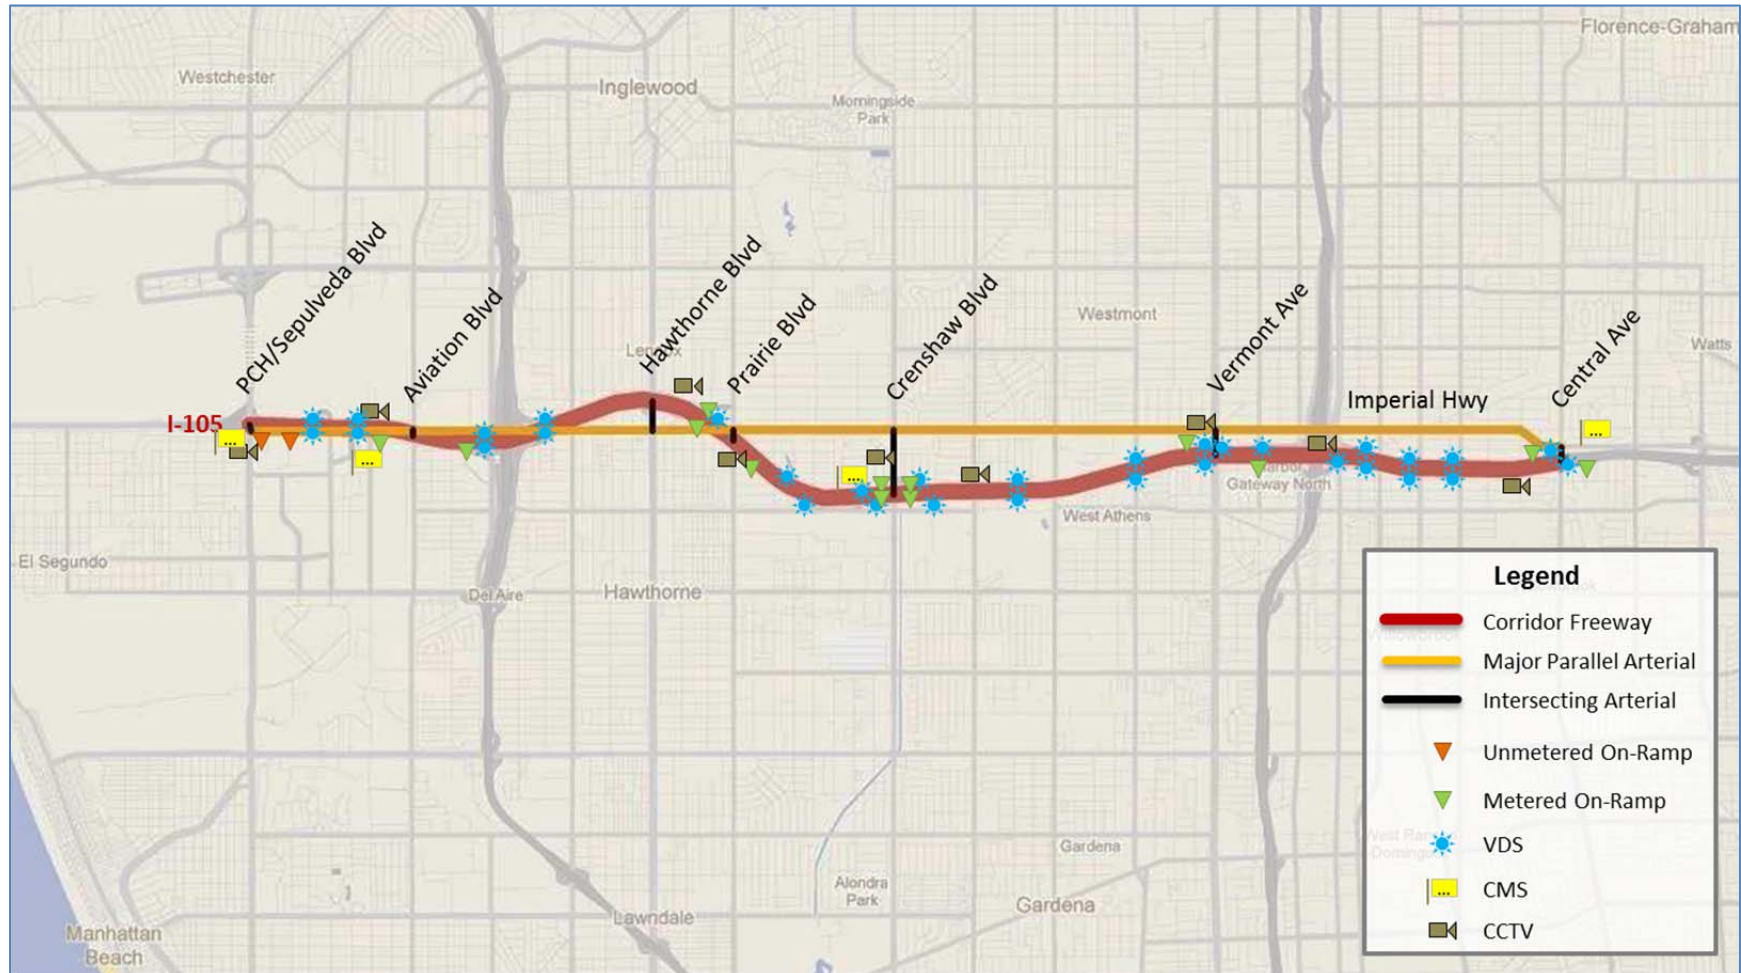 Florence-Graham
Westchester
Inglewood
Morningside
Park
PCH/Sepulveda Blvd
Aviation Blvd
Hawthorne Blvd
Prairie Blvd
Crenshaw Blvd
Vermont Ave
Central Ave
Westmont
Watts
Imperial Hwy
I-105
Gateway North
West Athens
El Segundo
Del Aire
Hawthorne
Legend
Corridor Freeway
Major Parallel Arterial
Intersecting Arterial
Unmetered On-Ramp
Metered On-Ramp
VDS
CMS
CCTV
Gardena
Alondra
Park
Gardena
Lawndale
Manhattan
Beach